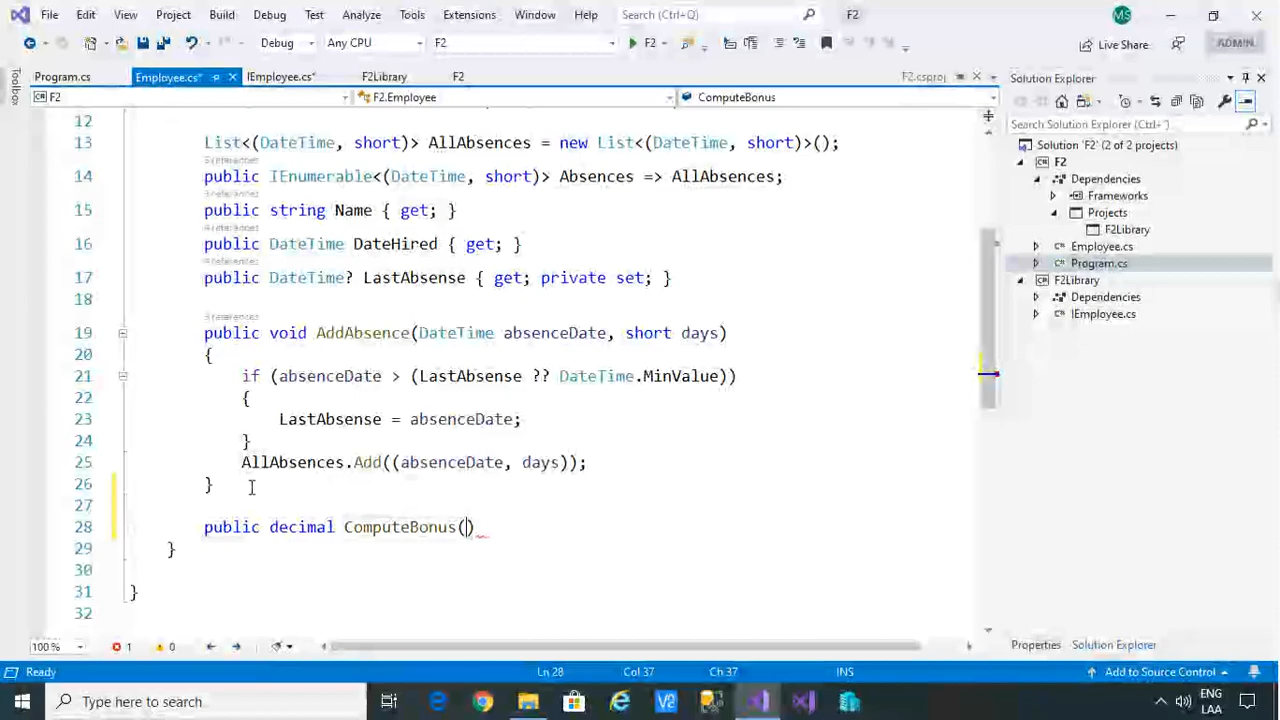 File Edit View Project Build Debug Test Analyze Tools Extensions Window Help Search (Ctrl+Q) F2 MS
Debug Any CPU F2 F2 Live Share ADMIN
Toolbox
Program.cs Employee.cs* IEmployee.cs* F2Library F2 F2.csproj
F2 F2.Employee ComputeBonus
12
13 List<(DateTime, short)> AllAbsences = new List<(DateTime, short)>();
5 references
14 public IEnumerable<(DateTime, short)> Absences => AllAbsences;
15 public string Name { get; }
16 public DateTime DateHired { get; }
17 public DateTime? LastAbsense { get; private set; }
18
19 public void AddAbsence(DateTime absenceDate, short days)
20 {
21 if (absenceDate > (LastAbsense ?? DateTime.MinValue))
22 {
23 LastAbsense = absenceDate;
24 }
25 AllAbsences.Add((absenceDate, days));
26 }
27
28 public decimal ComputeBonus()
29 }
30
31 }
32
100 % 1 0
Solution Explorer
Search Solution Explorer (Ctrl+')
Solution 'F2' (2 of 2 projects)
F2
Dependencies
Frameworks
Projects
F2Library
Employee.cs
Program.cs
F2Library
Dependencies
IEmployee.cs
Properties Solution Explorer
Ready Ln 28 Col 37 Ch 37 INS Add to Source Control
Type here to search V2 ENG
LAA